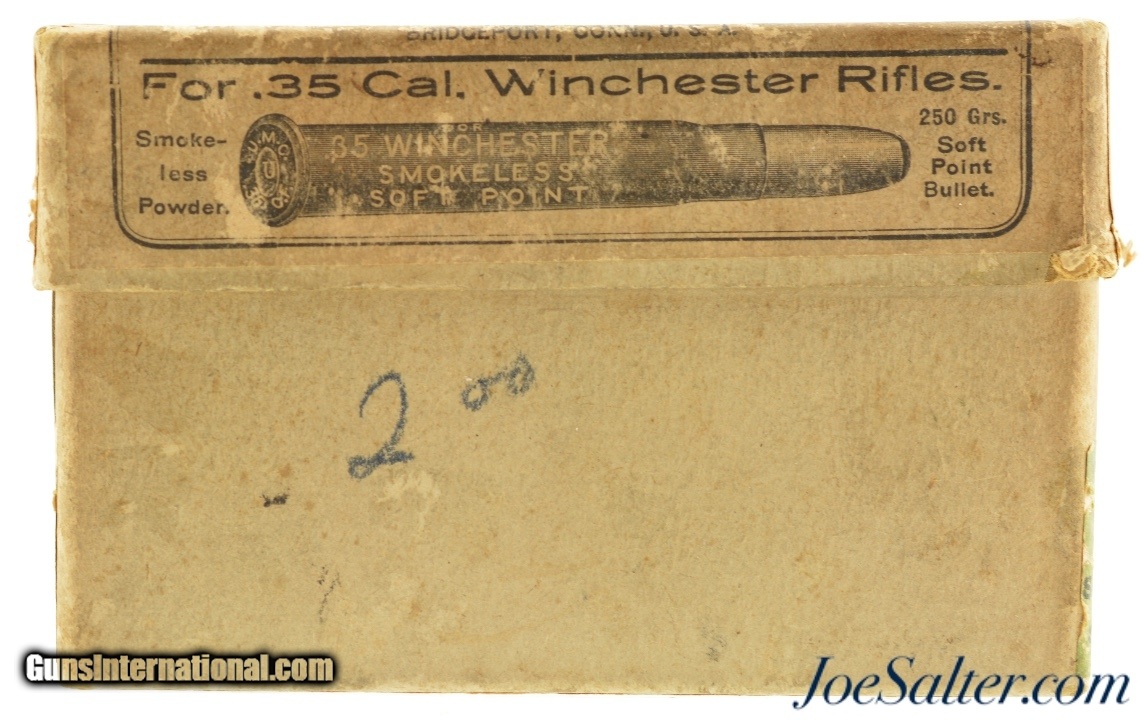 BRIDGEPORT, CONN., U. S. A.
For .35 Cal. Winchester Rifles.
Smoke-
less
Powder.
U.M.C.
U
FOR
35 WINCHESTER
SMOKELESS
SOFT POINT
250 Grs.
Soft
Point
Bullet.
2 00
GunsInternational.com
JoeSalter.com